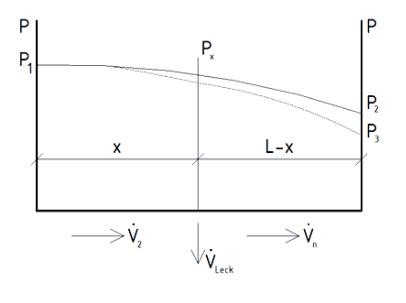 P P
P₁ Pₓ P₂
P₃
x L-x
V̇₂ V̇ₙ
V̇Leck